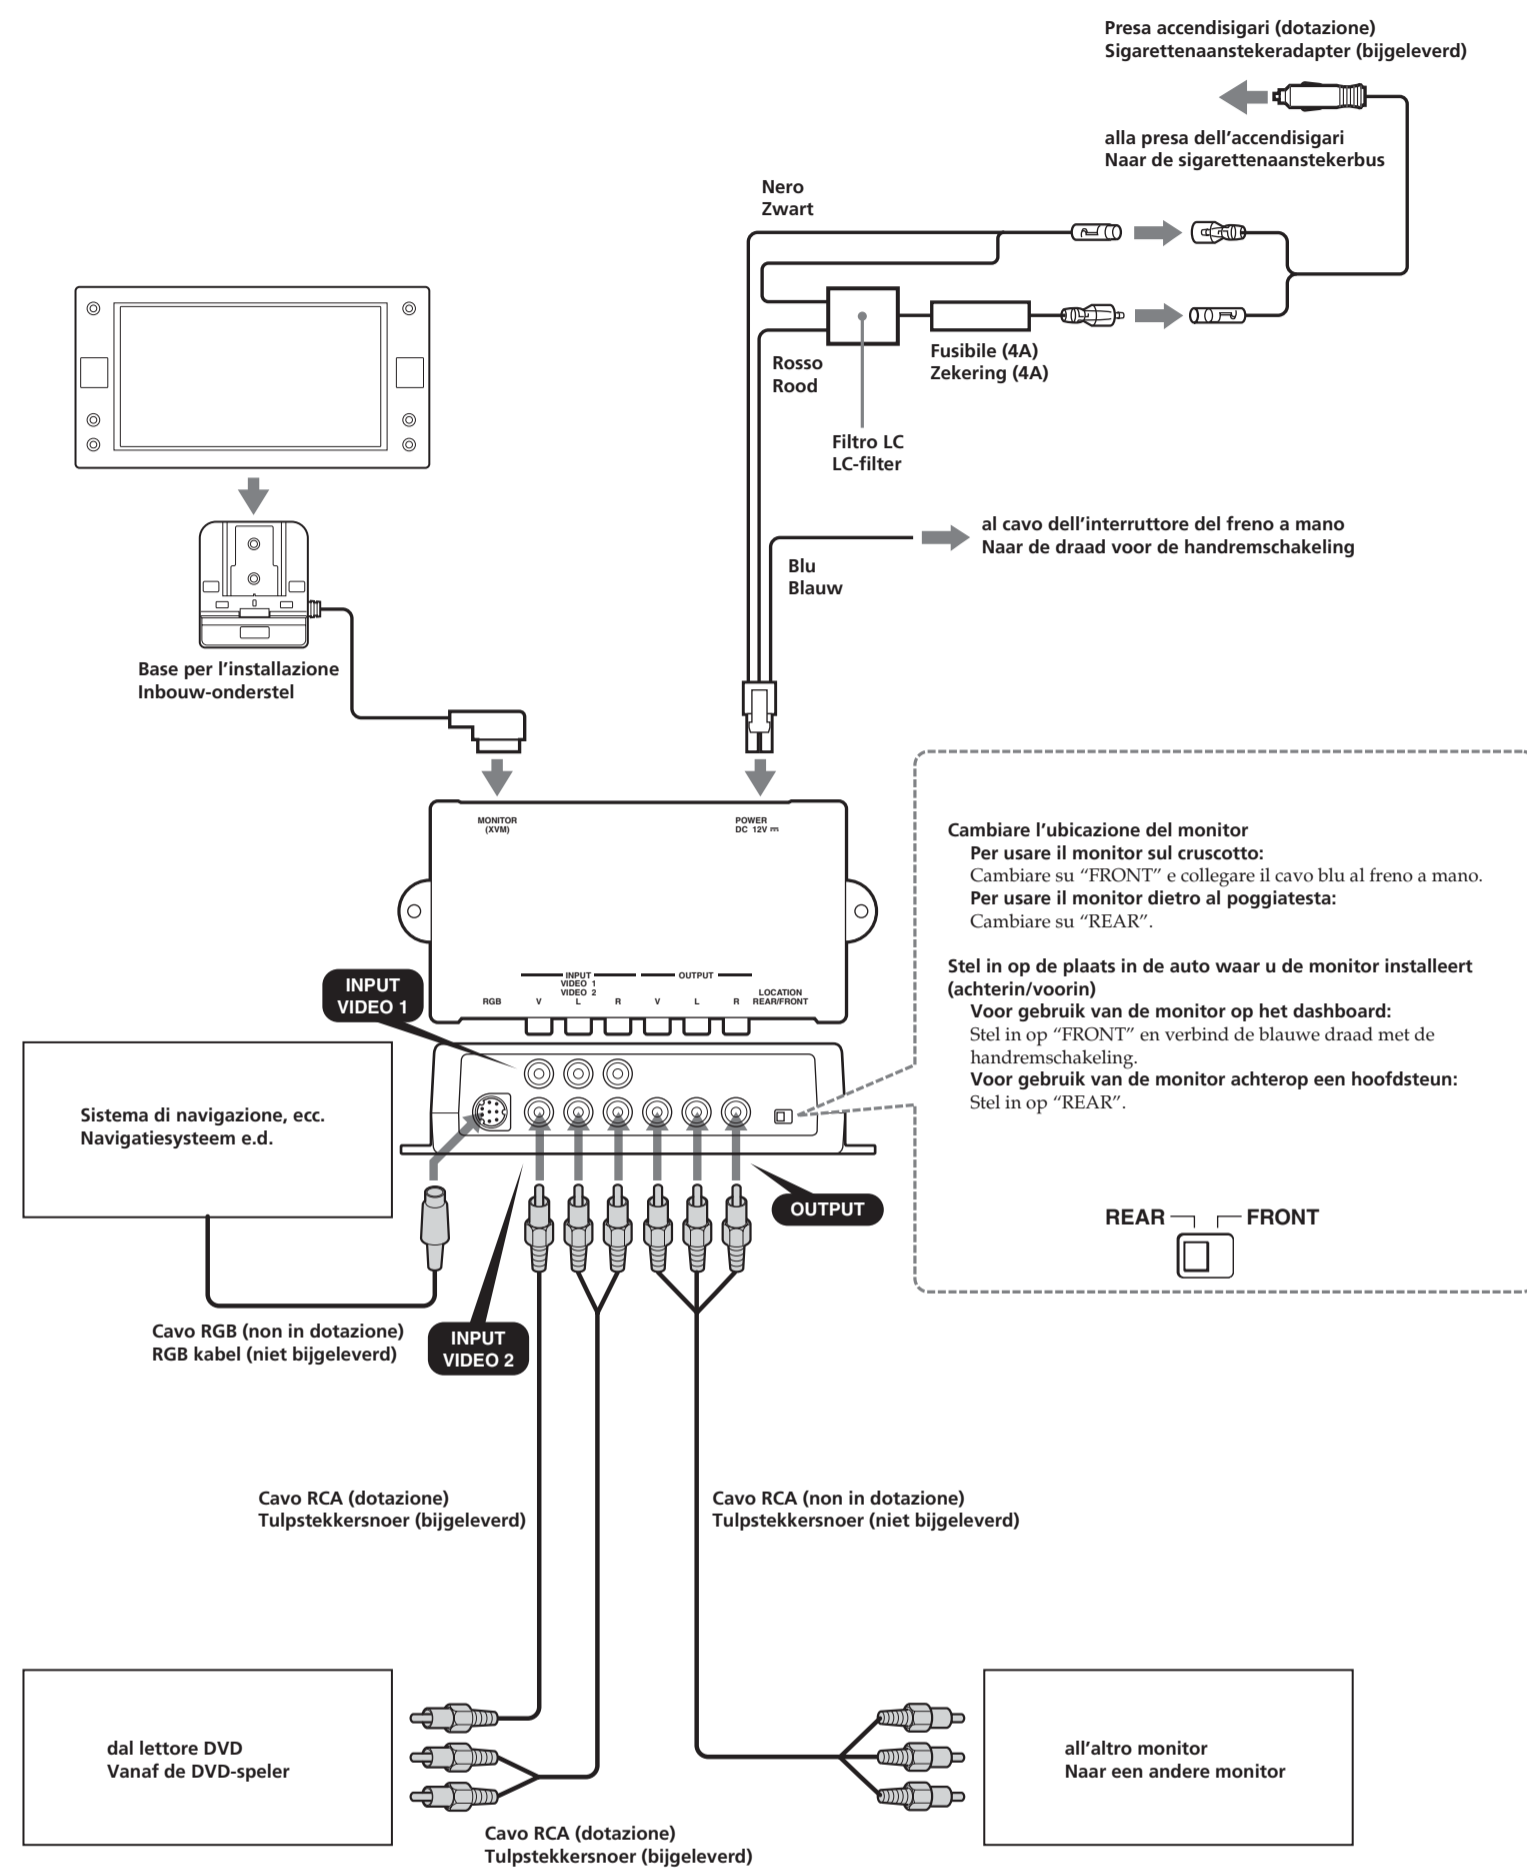 Presa accendisigari (dotazione)
Sigarettenaanstekeradapter (bijgeleverd)
alla presa dell’accendisigari
Naar de sigarettenaanstekerbus
Nero
Zwart
Rosso
Rood
Fusibile (4A)
Zekering (4A)
Filtro LC
LC-filter
al cavo dell’interruttore del freno a mano
Naar de draad voor de handremschakeling
Blu
Blauw
Base per l’installazione
Inbouw-onderstel
MONITOR
(XVM)
POWER
DC 12V
Cambiare l’ubicazione del monitor
Per usare il monitor sul cruscotto:
Cambiare su “FRONT” e collegare il cavo blu al freno a mano.
Per usare il monitor dietro al poggiatesta:
Cambiare su “REAR”.
Stel in op de plaats in de auto waar u de monitor installeert
(achterin/voorin)
Voor gebruik van de monitor op het dashboard:
Stel in op “FRONT” en verbind de blauwe draad met de
handremschakeling.
Voor gebruik van de monitor achterop een hoofdsteun:
Stel in op “REAR”.
REAR FRONT
INPUT
VIDEO 1
INPUT OUTPUT
VIDEO 1
VIDEO 2
LOCATION
RGB V L R V L R REAR/FRONT
Sistema di navigazione, ecc.
Navigatiesysteem e.d.
OUTPUT
Cavo RGB (non in dotazione)
RGB kabel (niet bijgeleverd)
INPUT
VIDEO 2
Cavo RCA (dotazione)
Tulpstekkersnoer (bijgeleverd)
Cavo RCA (non in dotazione)
Tulpstekkersnoer (niet bijgeleverd)
dal lettore DVD
Vanaf de DVD-speler
all’altro monitor
Naar een andere monitor
Cavo RCA (dotazione)
Tulpstekkersnoer (bijgeleverd)